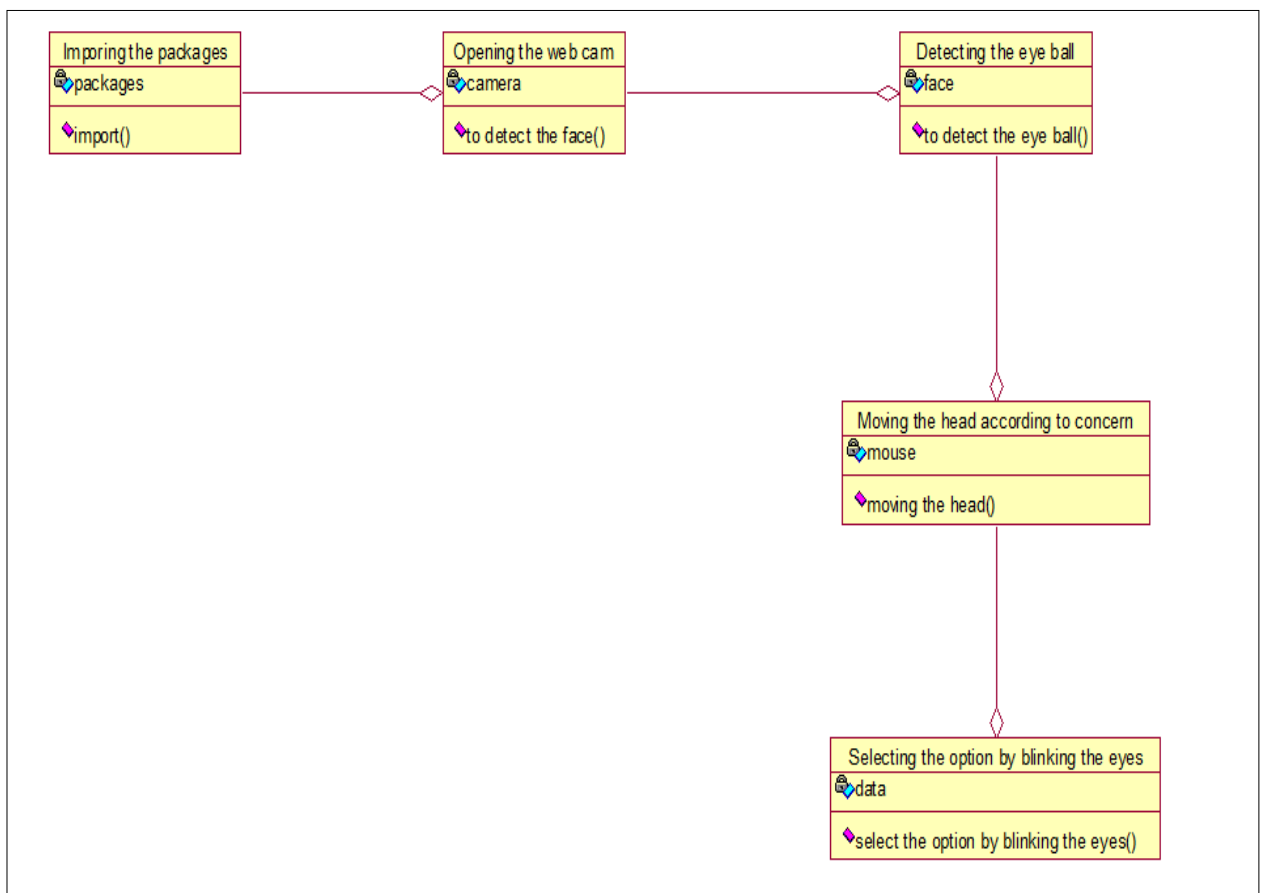 Imporing the packages
packages
import()
Opening the web cam
camera
to detect the face()
Detecting the eye ball
face
to detect the eye ball()
Moving the head according to concern
mouse
moving the head()
Selecting the option by blinking the eyes
data
select the option by blinking the eyes()